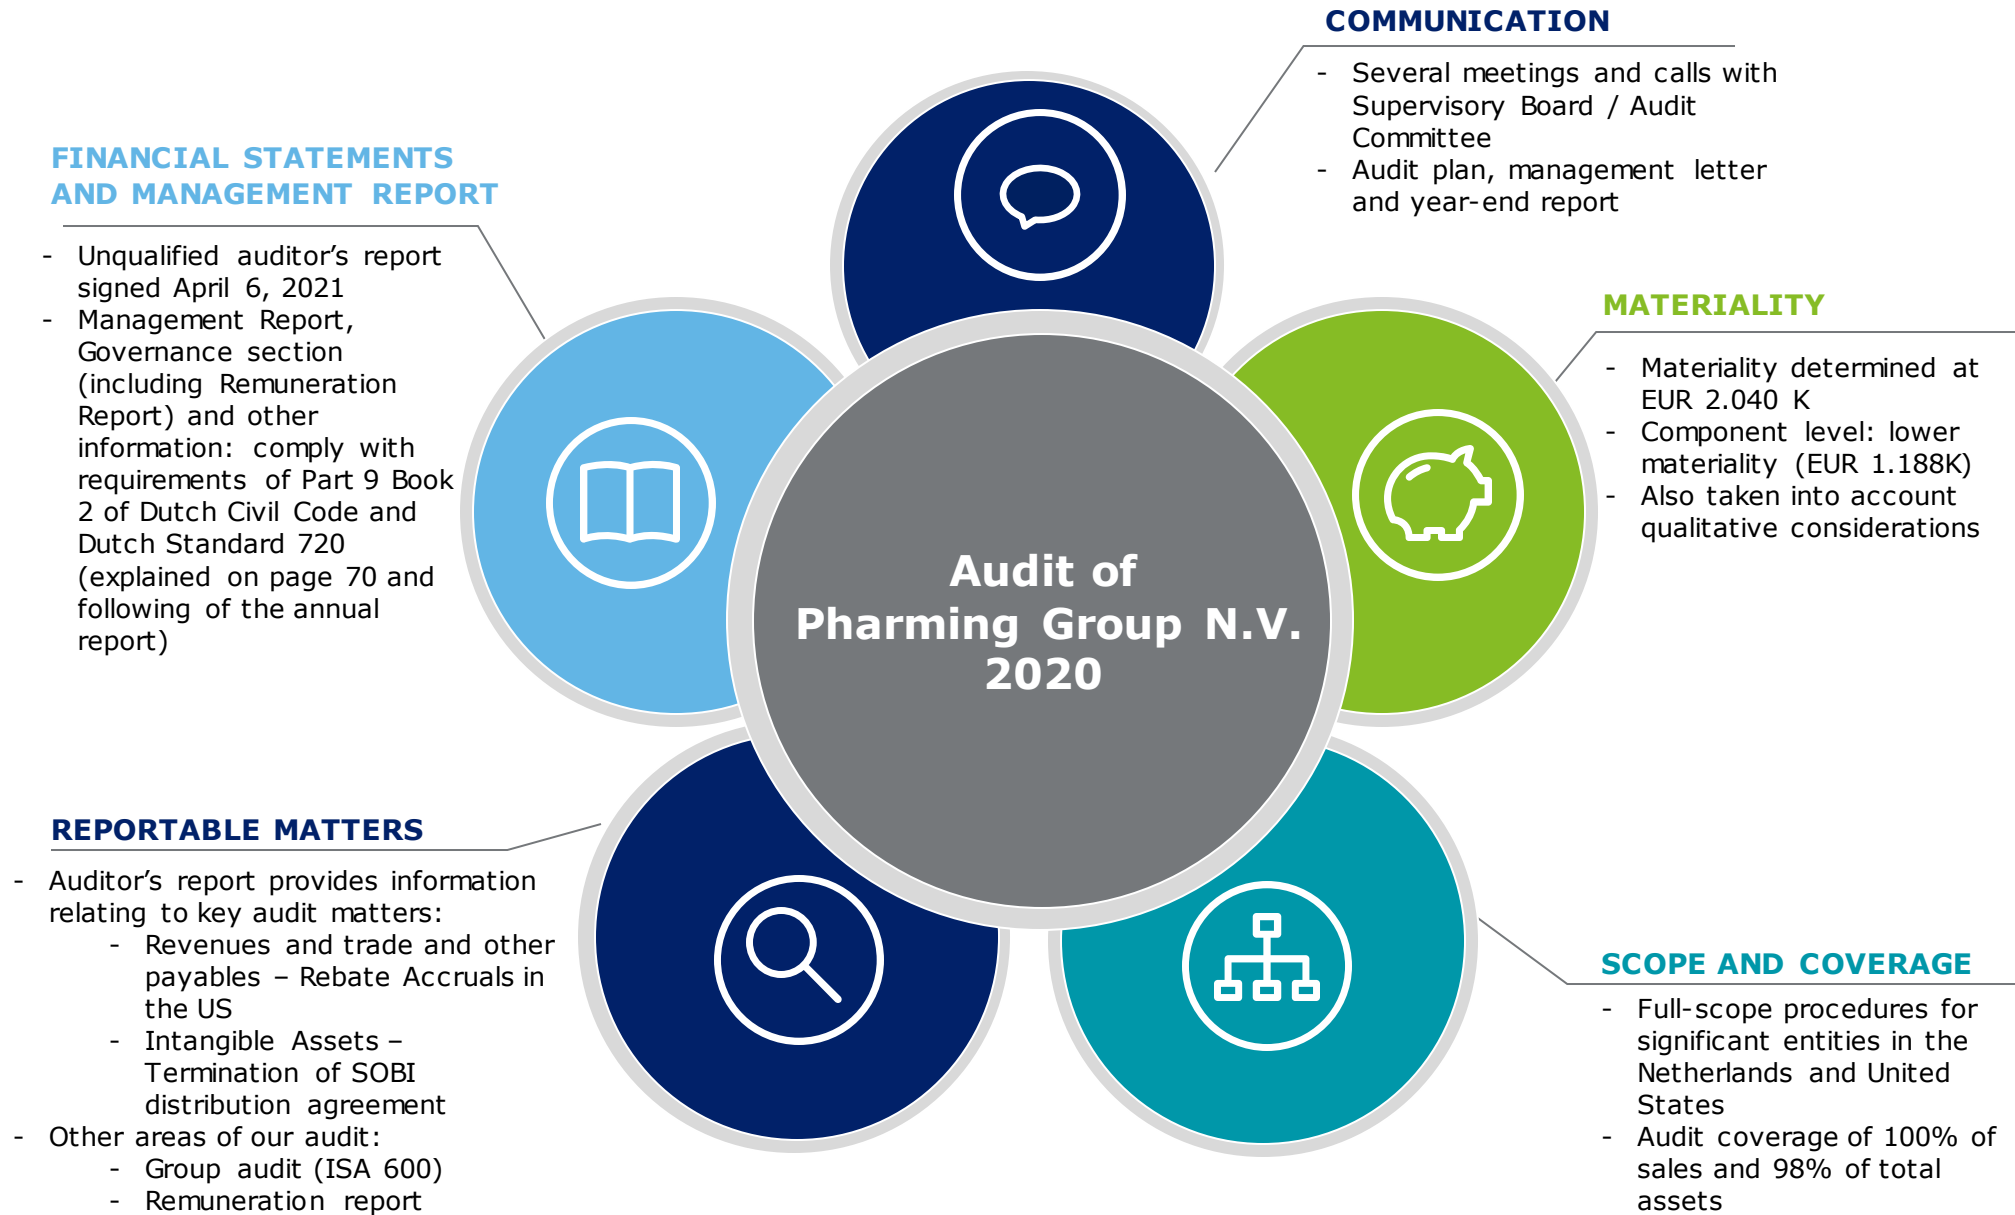 COMMUNICATION
- Several meetings and calls with
Supervisory Board / Audit
Committee
- Audit plan, management letter
and year-end report
FINANCIAL STATEMENTS
AND MANAGEMENT REPORT
- Unqualified auditor’s report
signed April 6, 2021
- Management Report,
Governance section
(including Remuneration
Report) and other
information: comply with
requirements of Part 9 Book
2 of Dutch Civil Code and
Dutch Standard 720
(explained on page 70 and
following of the annual
report)
MATERIALITY
- Materiality determined at
EUR 2.040 K
- Component level: lower
materiality (EUR 1.188K)
- Also taken into account
qualitative considerations
Audit of
Pharming Group N.V.
2020
REPORTABLE MATTERS
- Auditor’s report provides information
relating to key audit matters:
- Revenues and trade and other
payables – Rebate Accruals in
the US
- Intangible Assets –
Termination of SOBI
distribution agreement
- Other areas of our audit:
- Group audit (ISA 600)
- Remuneration report
SCOPE AND COVERAGE
- Full-scope procedures for
significant entities in the
Netherlands and United
States
- Audit coverage of 100% of
sales and 98% of total
assets